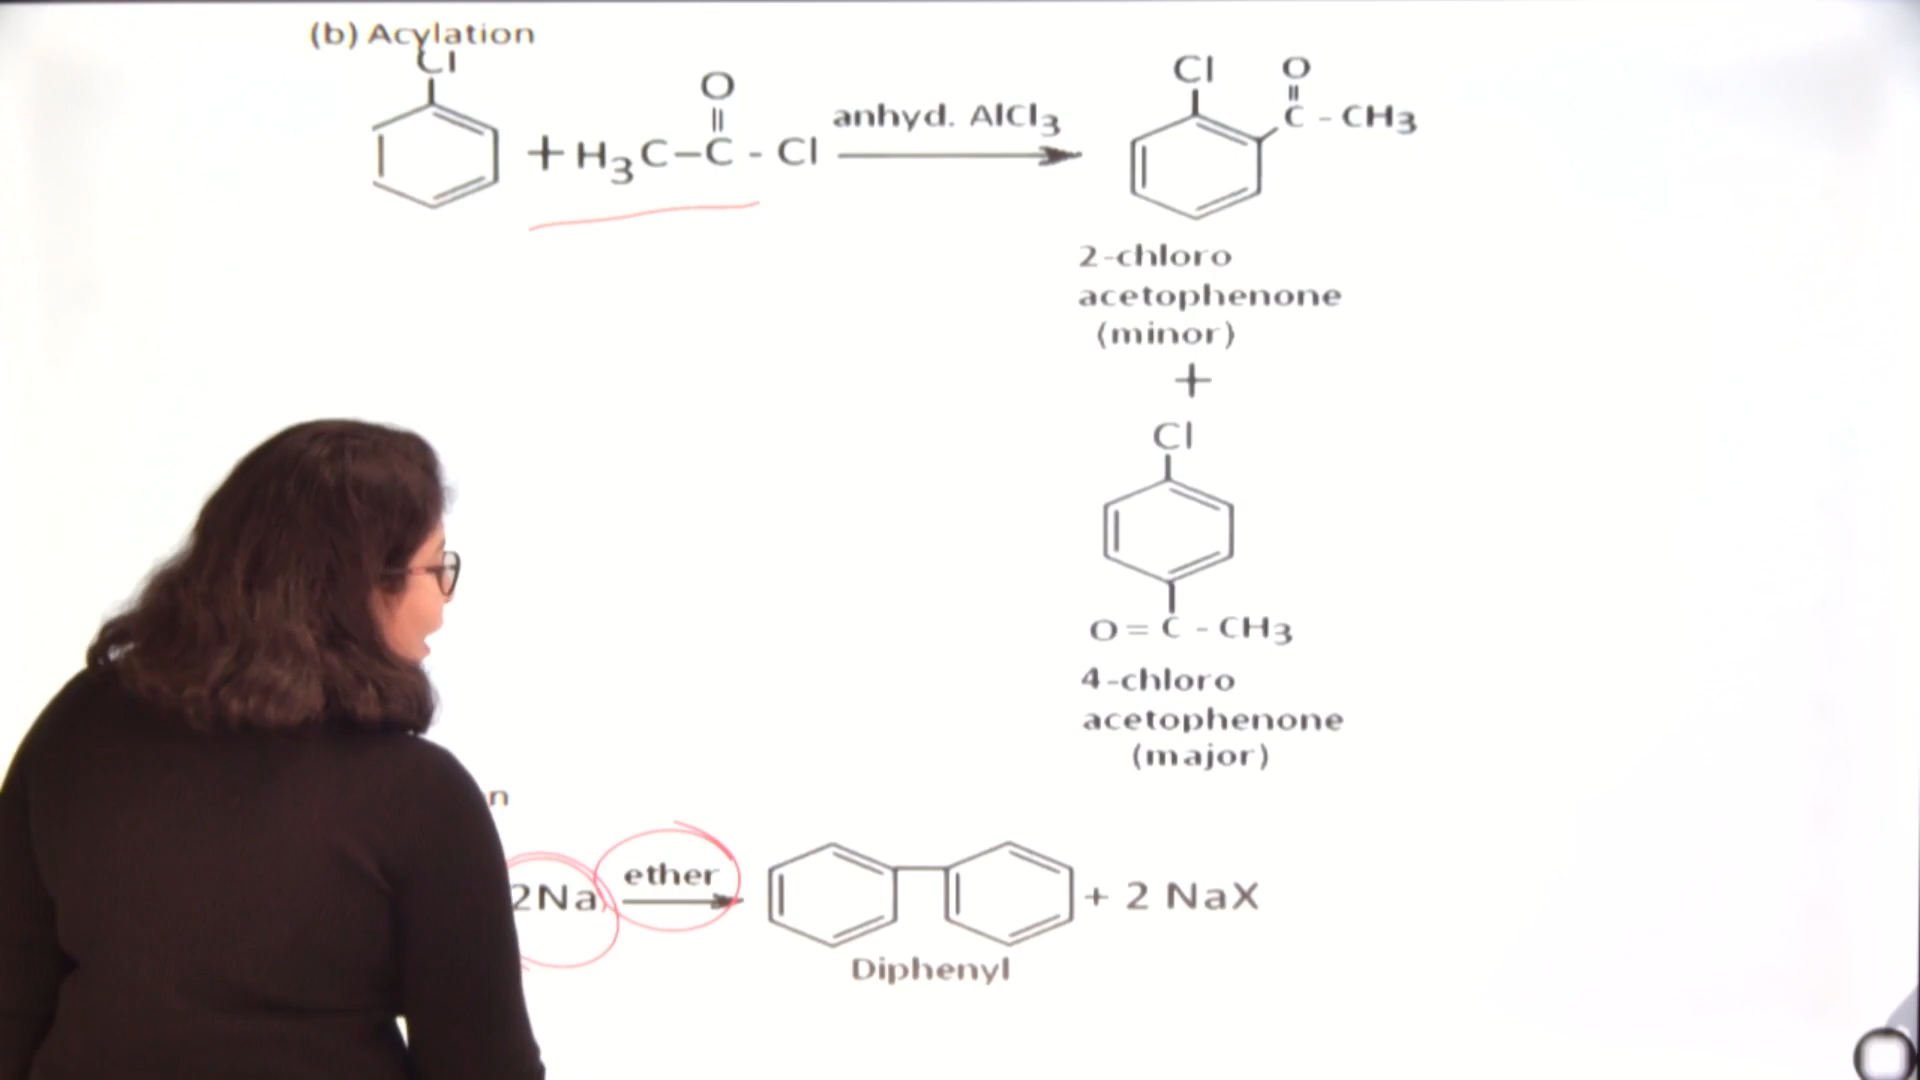 (b) Acylation
Cl
O
||
+ H3C–C - Cl
anhyd. AlCl3
Cl
O
||
C - CH3
2-chloro
acetophenone
(minor)
+
Cl
O = C - CH3
4-chloro
acetophenone
(major)
n
2Na
ether
+ 2 NaX
Diphenyl